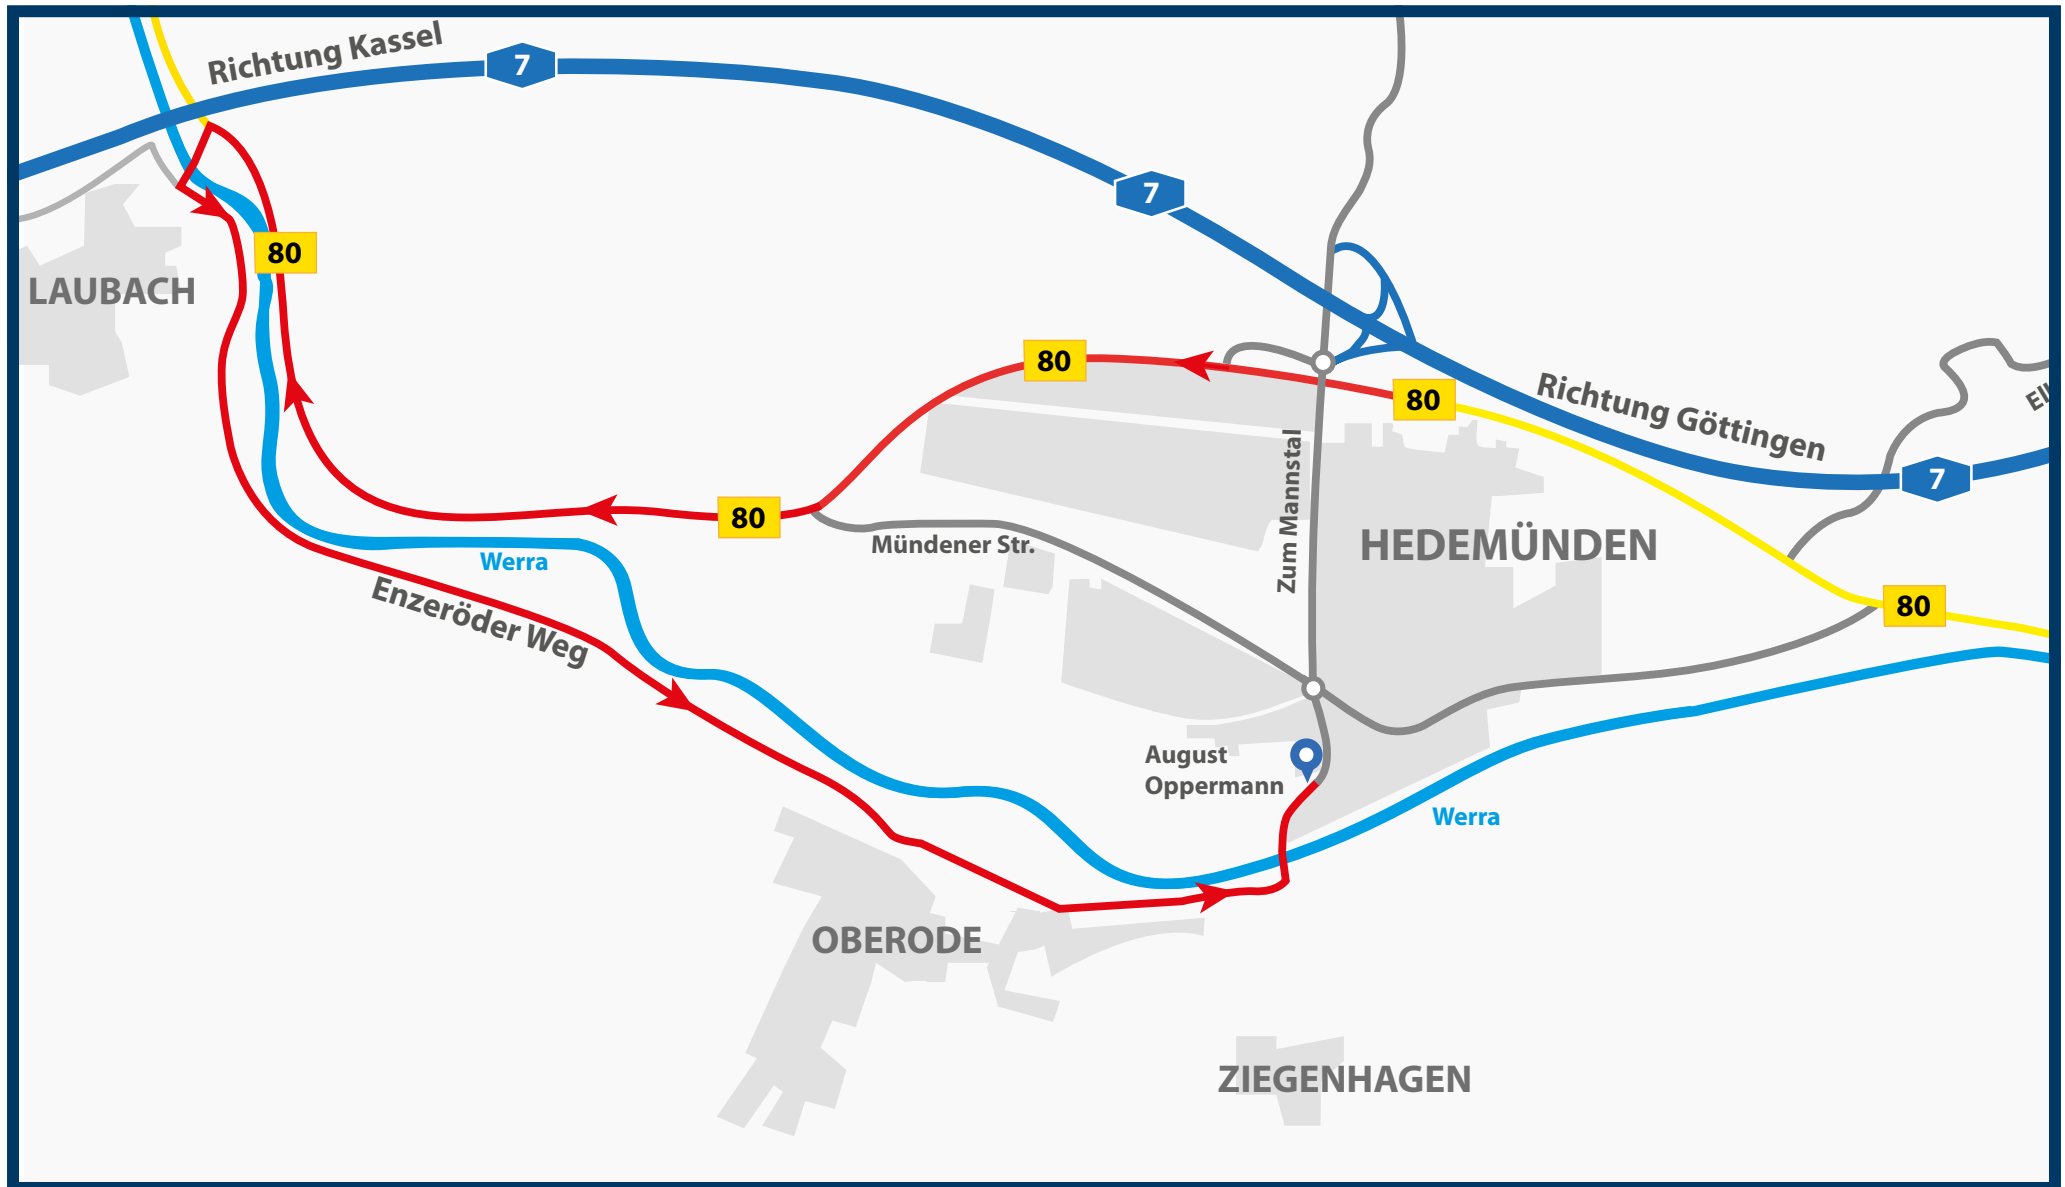 Richtung Kassel
7
7
80
LAUBACH
80
80
Richtung Göttingen
7
80
Mündener Str.
Zum Mannstal
HEDEMÜNDEN
Werra
Enzeröder Weg
80
August
Oppermann
Werra
OBERODE
ZIEGENHAGEN